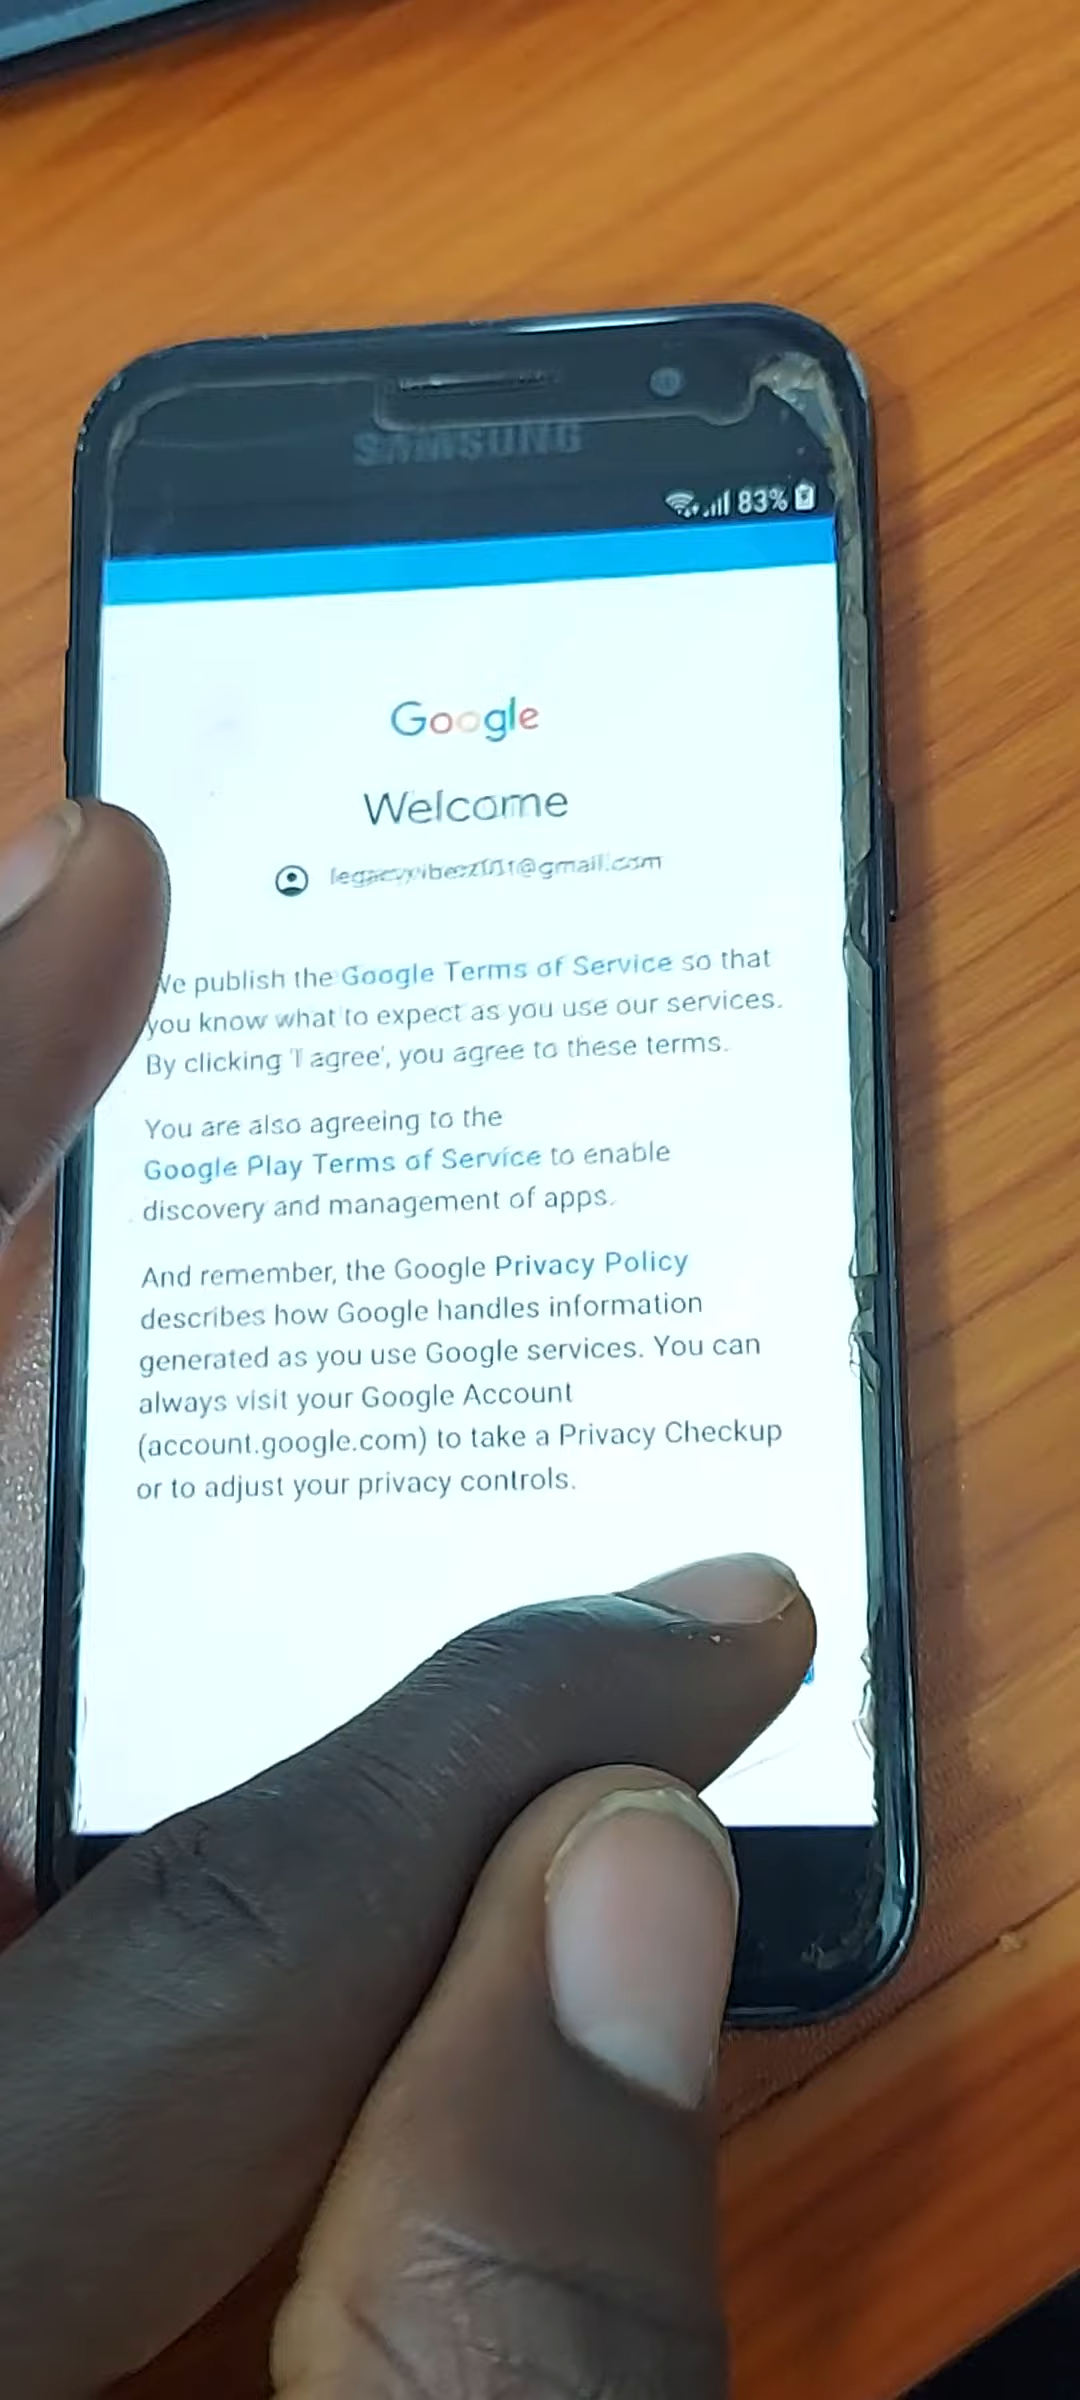 SAMSUNG
83%
Google
Welcome
We publish the Google Terms of Service so that
you know what to expect as you use our services.
By clicking 'I agree', you agree to these terms.
You are also agreeing to the
Google Play Terms of Service to enable
discovery and management of apps.
And remember, the Google Privacy Policy
describes how Google handles information
generated as you use Google services. You can
always visit your Google Account
(account.google.com) to take a Privacy Checkup
or to adjust your privacy controls.